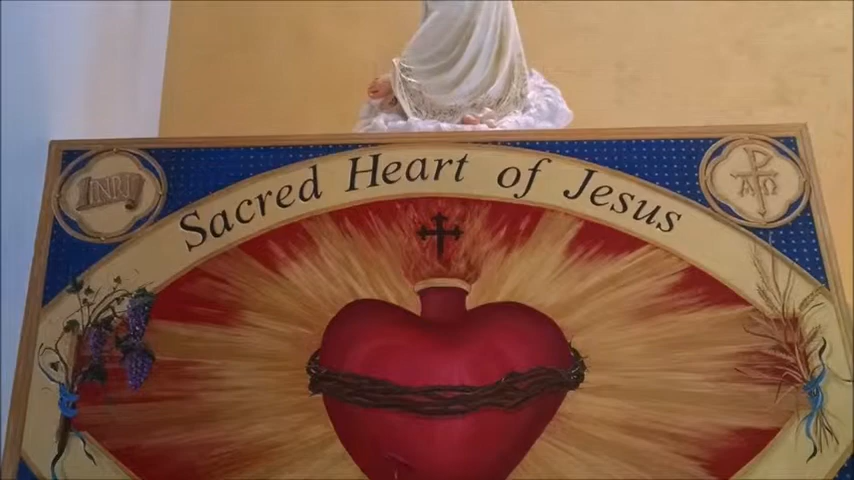 Sacred Heart of Jesus
INRI
Α Ρ Ω